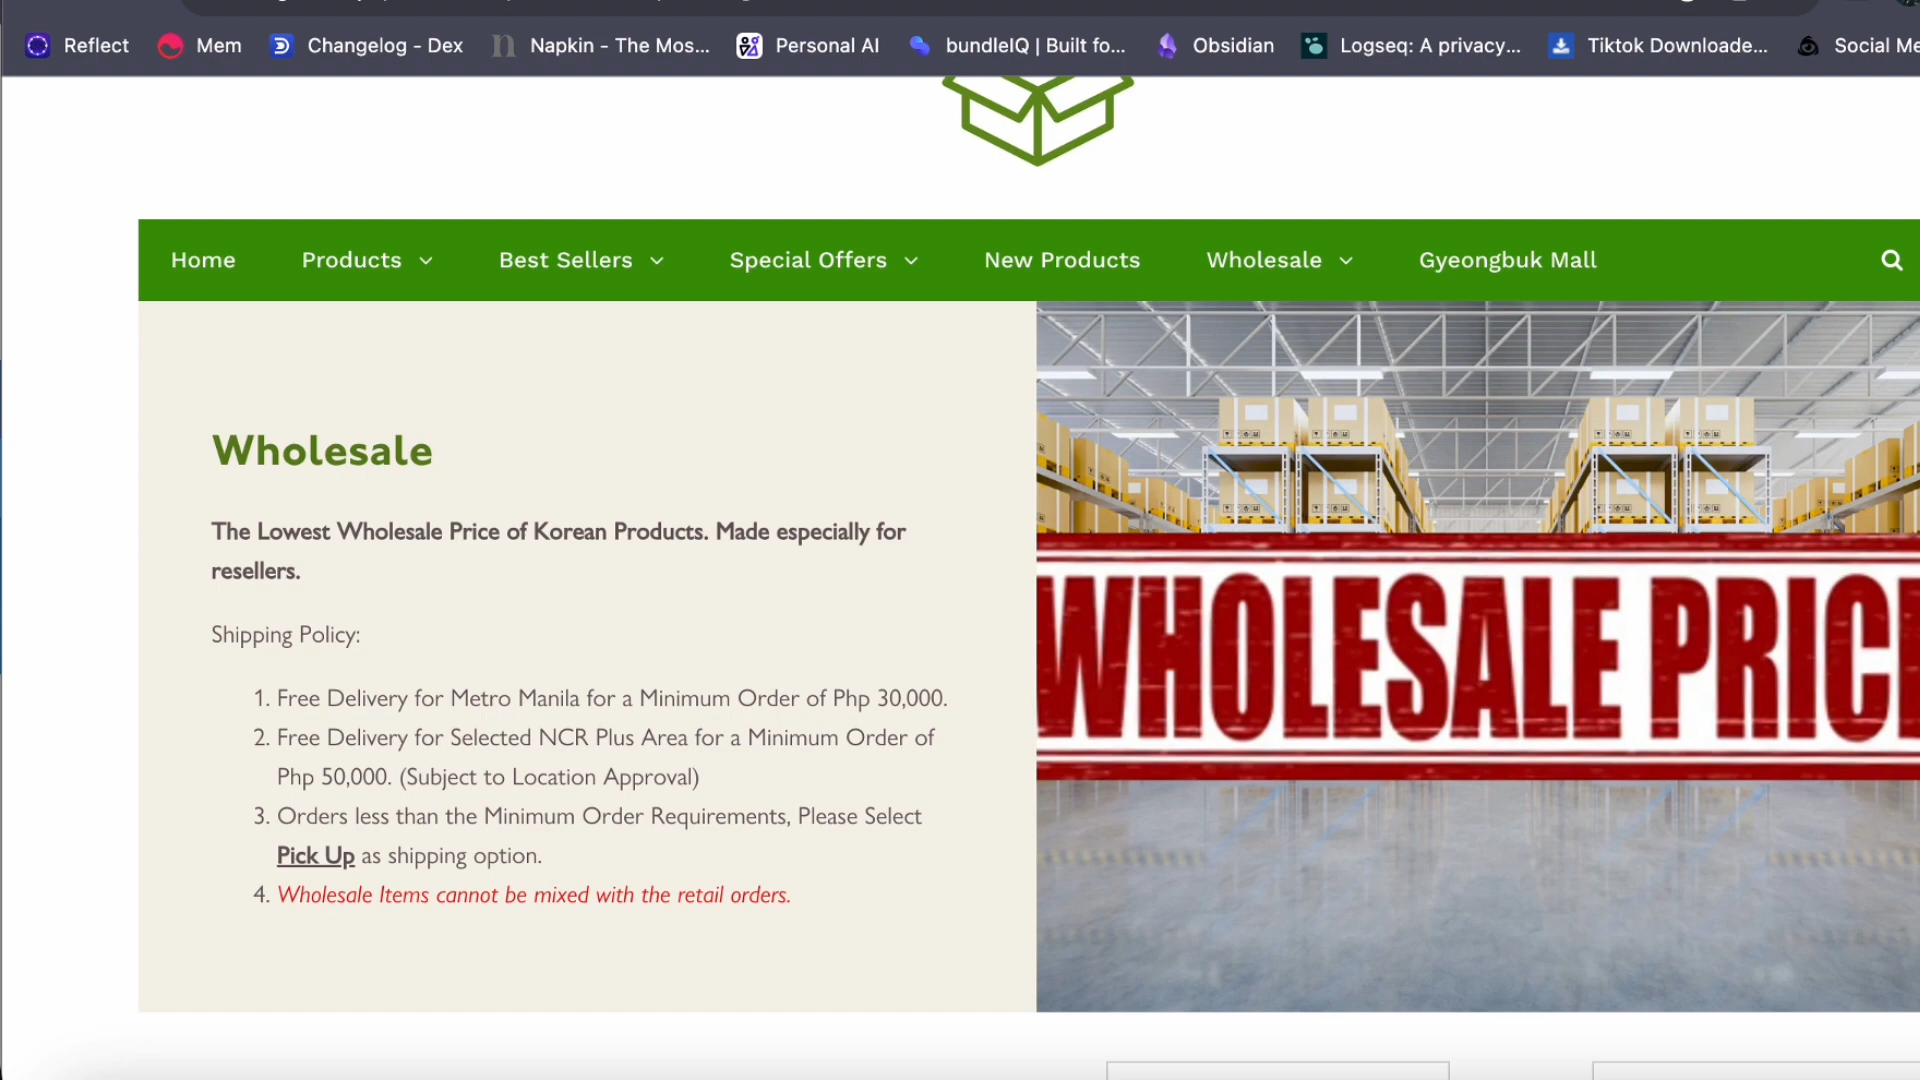 Reflect
Mem
Changelog - Dex
Napkin - The Mos...
Personal AI
bundleIQ | Built fo...
Obsidian
Logseq: A privacy...
Tiktok Downloade...
Social Me
Home
Products
Best Sellers
Special Offers
New Products
Wholesale
Gyeongbuk Mall
Wholesale
The Lowest Wholesale Price of Korean Products. Made especially for
resellers.
Shipping Policy:
1. Free Delivery for Metro Manila for a Minimum Order of Php 30,000.
2. Free Delivery for Selected NCR Plus Area for a Minimum Order of
Php 50,000. (Subject to Location Approval)
3. Orders less than the Minimum Order Requirements, Please Select
Pick Up as shipping option.
4. Wholesale Items cannot be mixed with the retail orders.
WHOLESALE PRICE